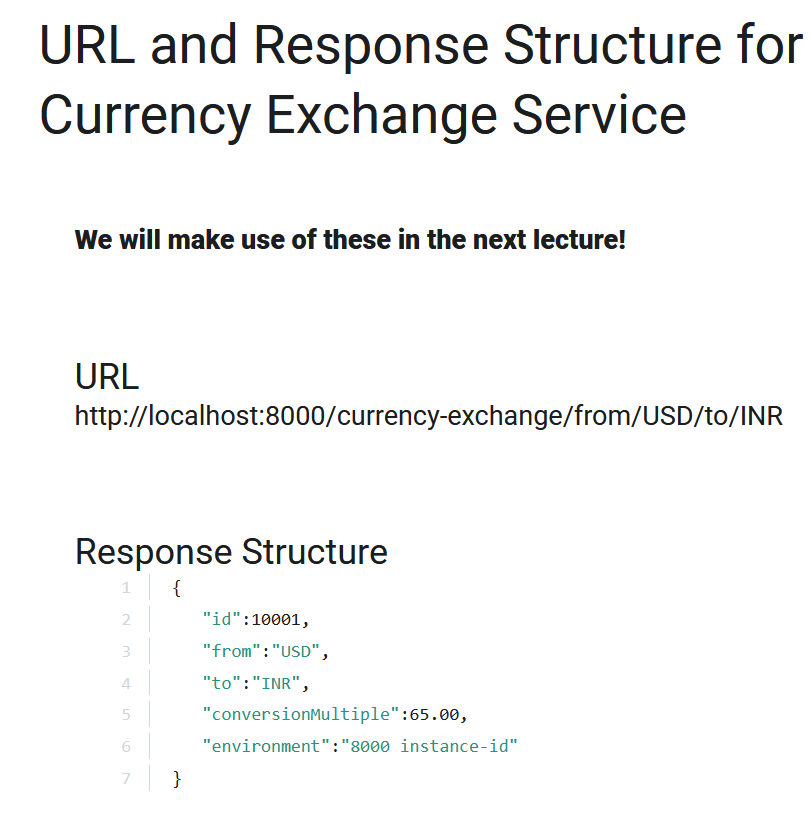 URL and Response Structure for
Currency Exchange Service
We will make use of these in the next lecture!
URL
http://localhost:8000/currency-exchange/from/USD/to/INR
Response Structure
1 {
2 "id":10001,
3 "from":"USD",
4 "to":"INR",
5 "conversionMultiple":65.00,
6 "environment":"8000 instance-id"
7 }